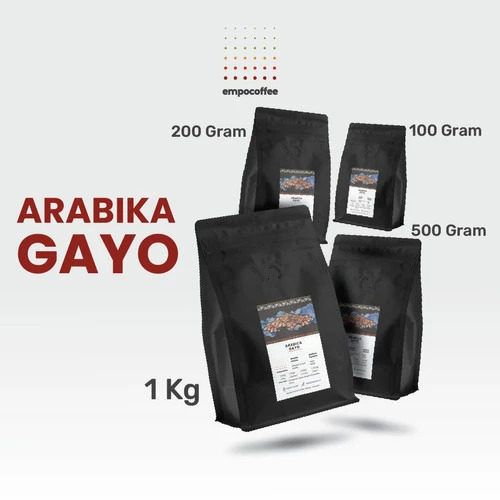 empocoffee
200 Gram
100 Gram
ARABIKA
GAYO
500 Gram
1 Kg
ARABIKA
GAYO